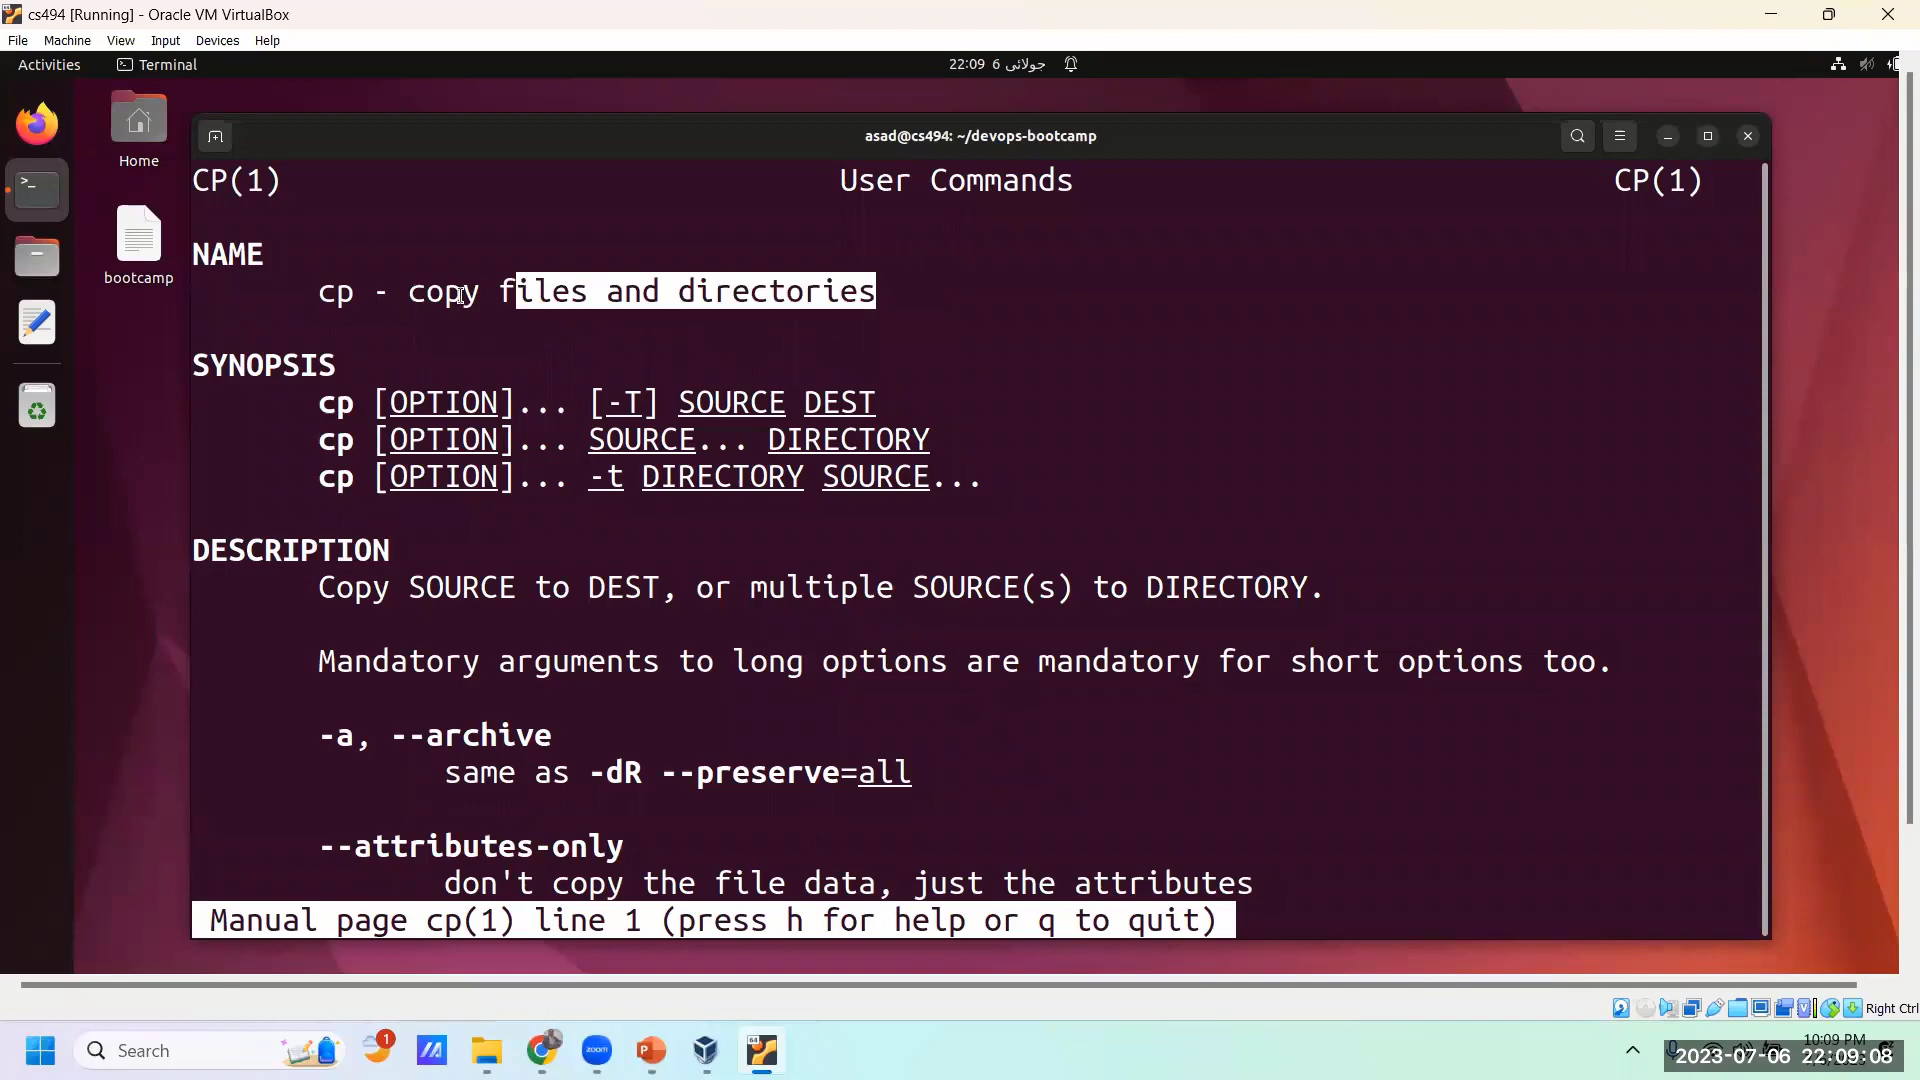 cs494 [Running] - Oracle VM VirtualBox
File Machine View Input Devices Help
Activities Terminal 22:09 6 جولائی
Home
bootcamp
asad@cs494: ~/devops-bootcamp
CP(1) User Commands CP(1)
NAME
cp - copy files and directories
SYNOPSIS
cp [OPTION]... [-T] SOURCE DEST
cp [OPTION]... SOURCE... DIRECTORY
cp [OPTION]... -t DIRECTORY SOURCE...
DESCRIPTION
Copy SOURCE to DEST, or multiple SOURCE(s) to DIRECTORY.
Mandatory arguments to long options are mandatory for short options too.
-a, --archive
same as -dR --preserve=all
--attributes-only
don't copy the file data, just the attributes
Manual page cp(1) line 1 (press h for help or q to quit)
Right Ctrl
Search
1
zoom
64
10:09 PM
2023-07-06 22:09:08